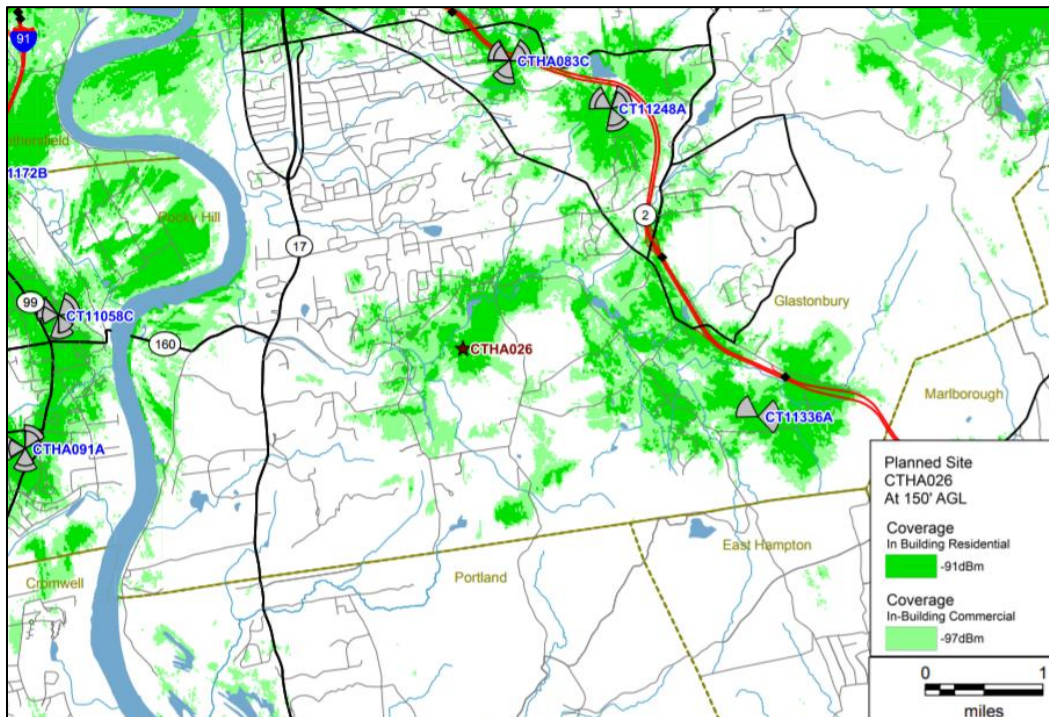 91
CTHA083C
CT11248A
ethersfield
1172B
Rocky Hill
2
17
Glastonbury
99
CT11058C
160
CTHA026
Marlborough
CT11336A
CTHA091A
Planned Site
CTHA026
At 150' AGL
Coverage
In Building Residential
-91dBm
Coverage
In-Building Commercial
-97dBm
East Hampton
Portland
Cromwell
0 1
miles